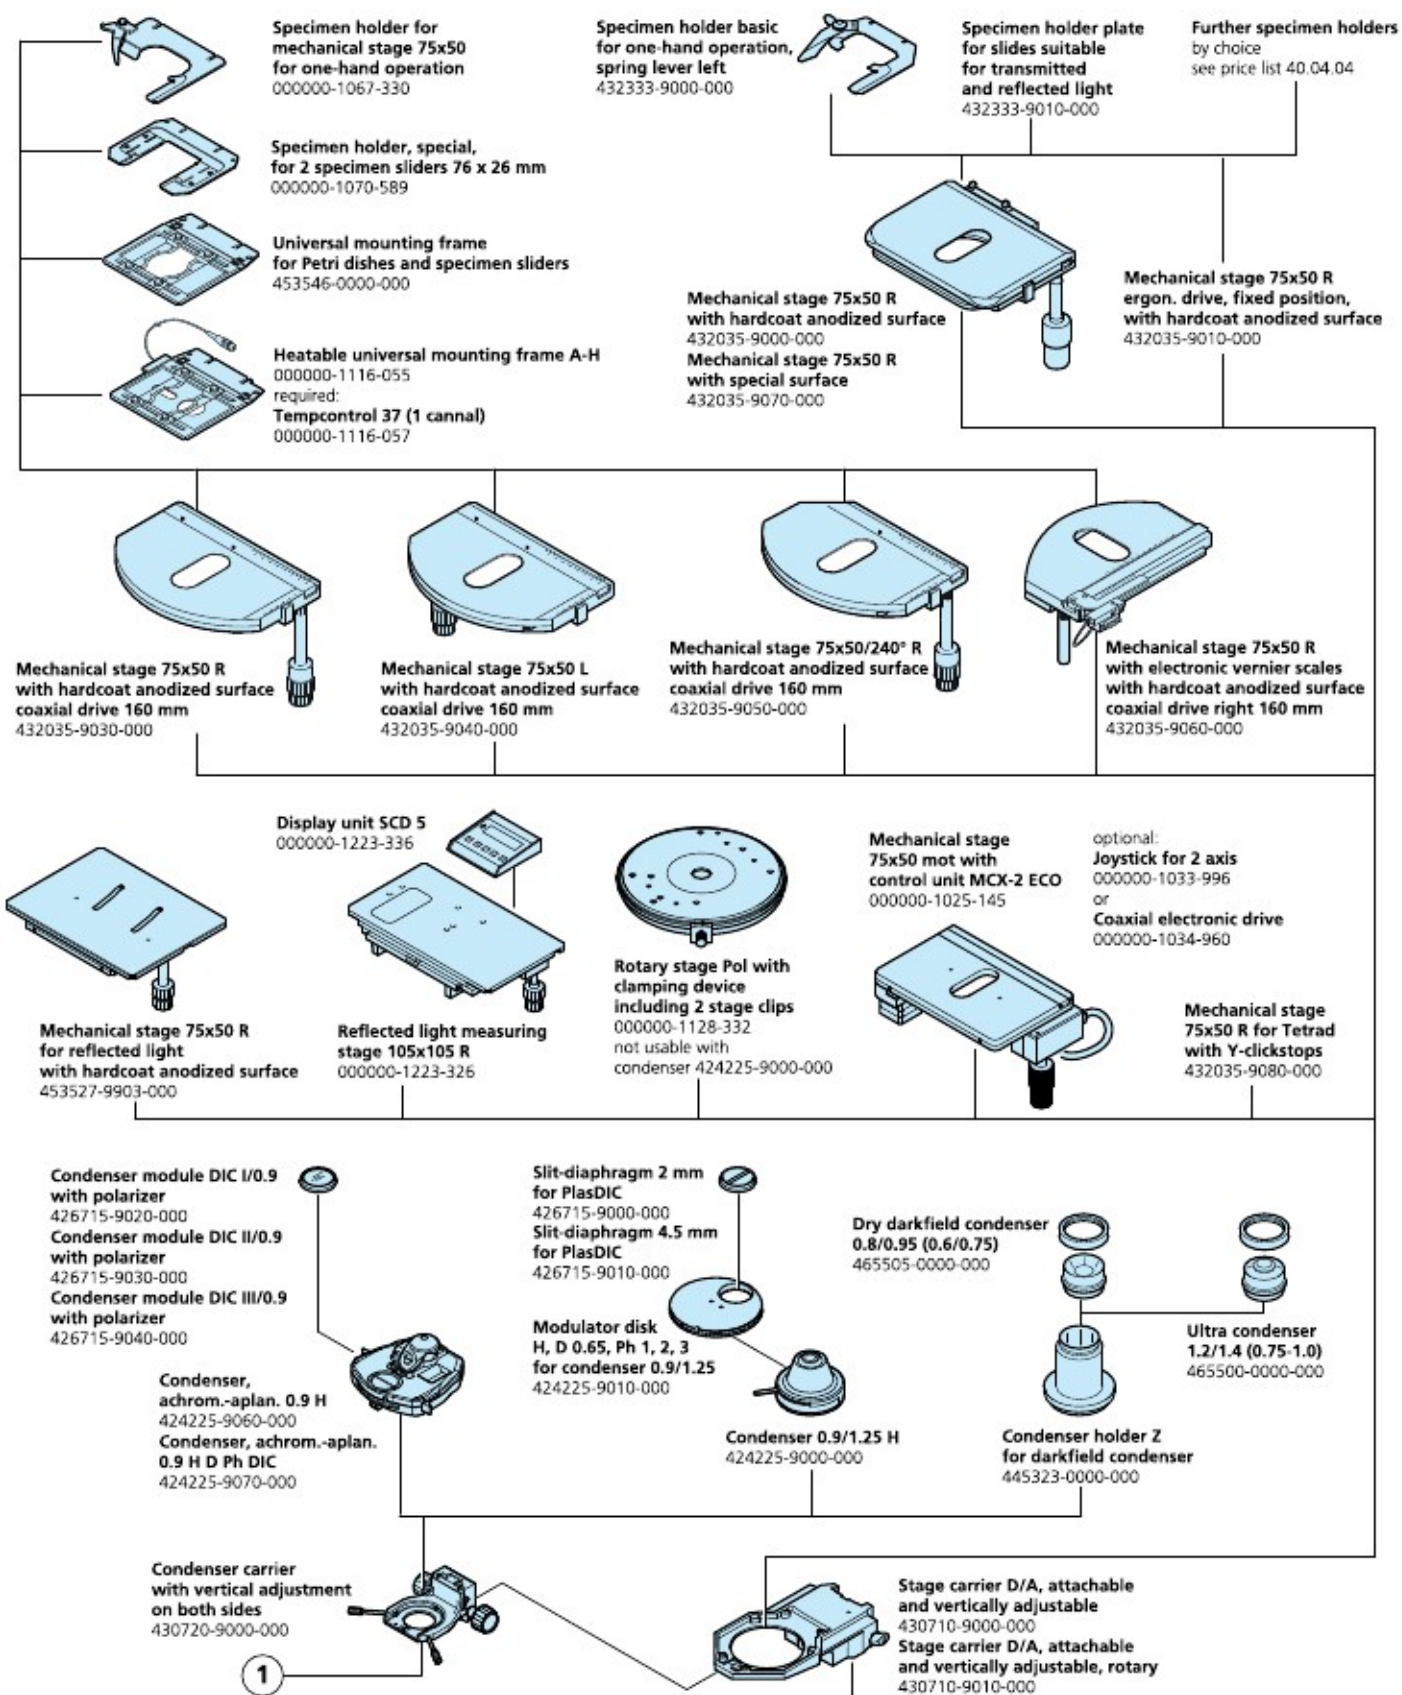 Specimen holder for
mechanical stage 75x50
for one-hand operation
000000-1067-330
Specimen holder basic
for one-hand operation,
spring lever left
432333-9000-000
Specimen holder plate
for slides suitable
for transmitted
and reflected light
432333-9010-000
Further specimen holders
by choice
see price list 40.04.04
Specimen holder, special,
for 2 specimen sliders 76 x 26 mm
000000-1070-589
Universal mounting frame
for Petri dishes and specimen sliders
453546-0000-000
Heatable universal mounting frame A-H
000000-1116-055
required:
Tempcontrol 37 (1 cannal)
000000-1116-057
Mechanical stage 75x50 R
with hardcoat anodized surface
432035-9000-000
Mechanical stage 75x50 R
with special surface
432035-9070-000
Mechanical stage 75x50 R
ergon. drive, fixed position,
with hardcoat anodized surface
432035-9010-000
Mechanical stage 75x50 R
with hardcoat anodized surface
coaxial drive 160 mm
432035-9030-000
Mechanical stage 75x50 L
with hardcoat anodized surface
coaxial drive 160 mm
432035-9040-000
Mechanical stage 75x50/240° R
with hardcoat anodized surface
coaxial drive 160 mm
432035-9050-000
Mechanical stage 75x50 R
with electronic vernier scales
with hardcoat anodized surface
coaxial drive right 160 mm
432035-9060-000
Display unit SCD 5
000000-1223-336
Mechanical stage
75x50 mot with
control unit MCX-2 ECO
000000-1025-145
optional:
Joystick for 2 axis
000000-1033-996
or
Coaxial electronic drive
000000-1034-960
Mechanical stage 75x50 R
for reflected light
with hardcoat anodized surface
453527-9903-000
Reflected light measuring
stage 105x105 R
000000-1223-326
Rotary stage Pol with
clamping device
including 2 stage clips
000000-1128-332
not usable with
condenser 424225-9000-000
Mechanical stage
75x50 R for Tetrad
with Y-clickstops
432035-9080-000
Condenser module DIC I/0.9
with polarizer
426715-9020-000
Condenser module DIC II/0.9
with polarizer
426715-9030-000
Condenser module DIC III/0.9
with polarizer
426715-9040-000
Condenser,
achrom.-aplan. 0.9 H
424225-9060-000
Condenser, achrom.-aplan.
0.9 H D Ph DIC
424225-9070-000
Slit-diaphragm 2 mm
for PlasDIC
426715-9000-000
Slit-diaphragm 4.5 mm
for PlasDIC
426715-9010-000
Modulator disk
H, D 0.65, Ph 1, 2, 3
for condenser 0.9/1.25
424225-9010-000
Condenser 0.9/1.25 H
424225-9000-000
Dry darkfield condenser
0.8/0.95 (0.6/0.75)
465505-0000-000
Ultra condenser
1.2/1.4 (0.75-1.0)
465500-0000-000
Condenser holder Z
for darkfield condenser
445323-0000-000
Condenser carrier
with vertical adjustment
on both sides
430720-9000-000
1
Stage carrier D/A, attachable
and vertically adjustable
430710-9000-000
Stage carrier D/A, attachable
and vertically adjustable, rotary
430710-9010-000